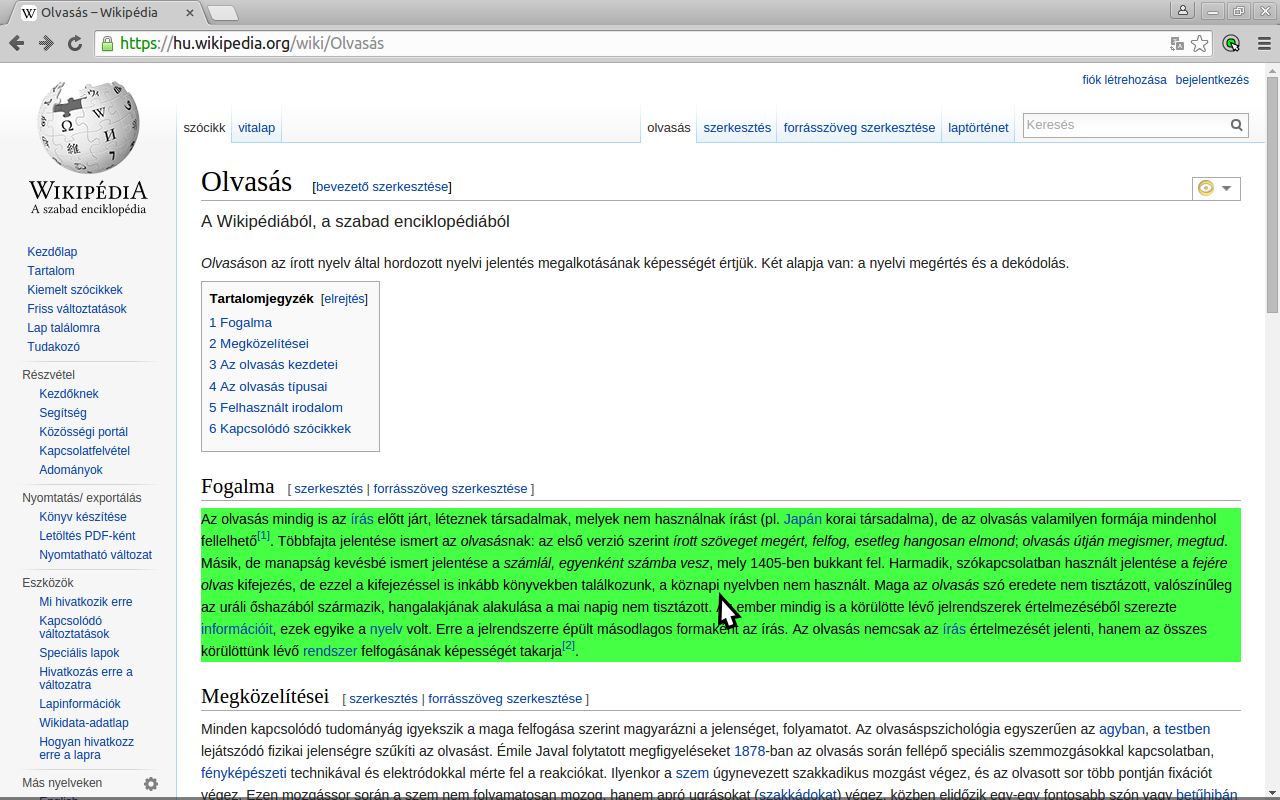 Olvasás – Wikipédia
https://hu.wikipedia.org/wiki/Olvasás
fiók létrehozása bejelentkezés
szócikk vitalap olvasás szerkesztés forrásszöveg szerkesztése laptörténet Keresés
WIKIPÉDIA
A szabad enciklopédia
Kezdőlap
Tartalom
Kiemelt szócikkek
Friss változtatások
Lap találomra
Tudakozó
Részvétel
Kezdőknek
Segítség
Közösségi portál
Kapcsolatfelvétel
Adományok
Nyomtatás/ exportálás
Könyv készítése
Letöltés PDF-ként
Nyomtatható változat
Eszközök
Mi hivatkozik erre
Kapcsolódó
változtatások
Speciális lapok
Hivatkozás erre a
változatra
Lapinformációk
Wikidata-adatlap
Hogyan hivatkozz
erre a lapra
Más nyelveken
English
Olvasás [bevezető szerkesztése]
A Wikipédiából, a szabad enciklopédiából
Olvasáson az írott nyelv által hordozott nyelvi jelentés megalkotásának képességét értjük. Két alapja van: a nyelvi megértés és a dekódolás.
Tartalomjegyzék [elrejtés]
1 Fogalma
2 Megközelítései
3 Az olvasás kezdetei
4 Az olvasás típusai
5 Felhasznált irodalom
6 Kapcsolódó szócikkek
Fogalma [ szerkesztés | forrásszöveg szerkesztése ]
Az olvasás mindig is az írás előtt járt, léteznek társadalmak, melyek nem használnak írást (pl. Japán korai társadalma), de az olvasás valamilyen formája mindenhol
fellelhető[1]. Többfajta jelentése ismert az olvasásnak: az első verzió szerint írott szöveget megért, felfog, esetleg hangosan elmond; olvasás útján megismer, megtud.
Másik, de manapság kevésbé ismert jelentése a számlál, egyenként számba vesz, mely 1405-ben bukkant fel. Harmadik, szókapcsolatban használt jelentése a fejére
olvas kifejezés, de ezzel a kifejezéssel is inkább könyvekben találkozunk, a köznapi nyelvben nem használt. Maga az olvasás szó eredete nem tisztázott, valószínűleg
az uráli őshazából származik, hangalakjának alakulása a mai napig nem tisztázott. ember mindig is a körülötte lévő jelrendszerek értelmezéséből szerezte
információit, ezek egyike a nyelv volt. Erre a jelrendszerre épült másodlagos formaként az írás. Az olvasás nemcsak az írás értelmezését jelenti, hanem az összes
körülöttünk lévő rendszer felfogásának képességét takarja[2].
Megközelítései [ szerkesztés | forrásszöveg szerkesztése ]
Minden kapcsolódó tudományág igyekszik a maga felfogása szerint magyarázni a jelenséget, folyamatot. Az olvasáspszichológia egyszerűen az agyban, a testben
lejátszódó fizikai jelenségre szűkíti az olvasást. Émile Javal folytatott megfigyeléseket 1878-ban az olvasás során fellépő speciális szemmozgásokkal kapcsolatban,
fényképészeti technikával és elektródokkal mérte fel a reakciókat. Ilyenkor a szem úgynevezett szakkadikus mozgást végez, és az olvasott sor több pontján fixációt
végez. Ezen mozgássor során a szem nem folyamatosan mozog, hanem apró ugrásokat (szakkádokat) végez, közben elidőzik egy-egy fontosabb szón vagy betűhibán